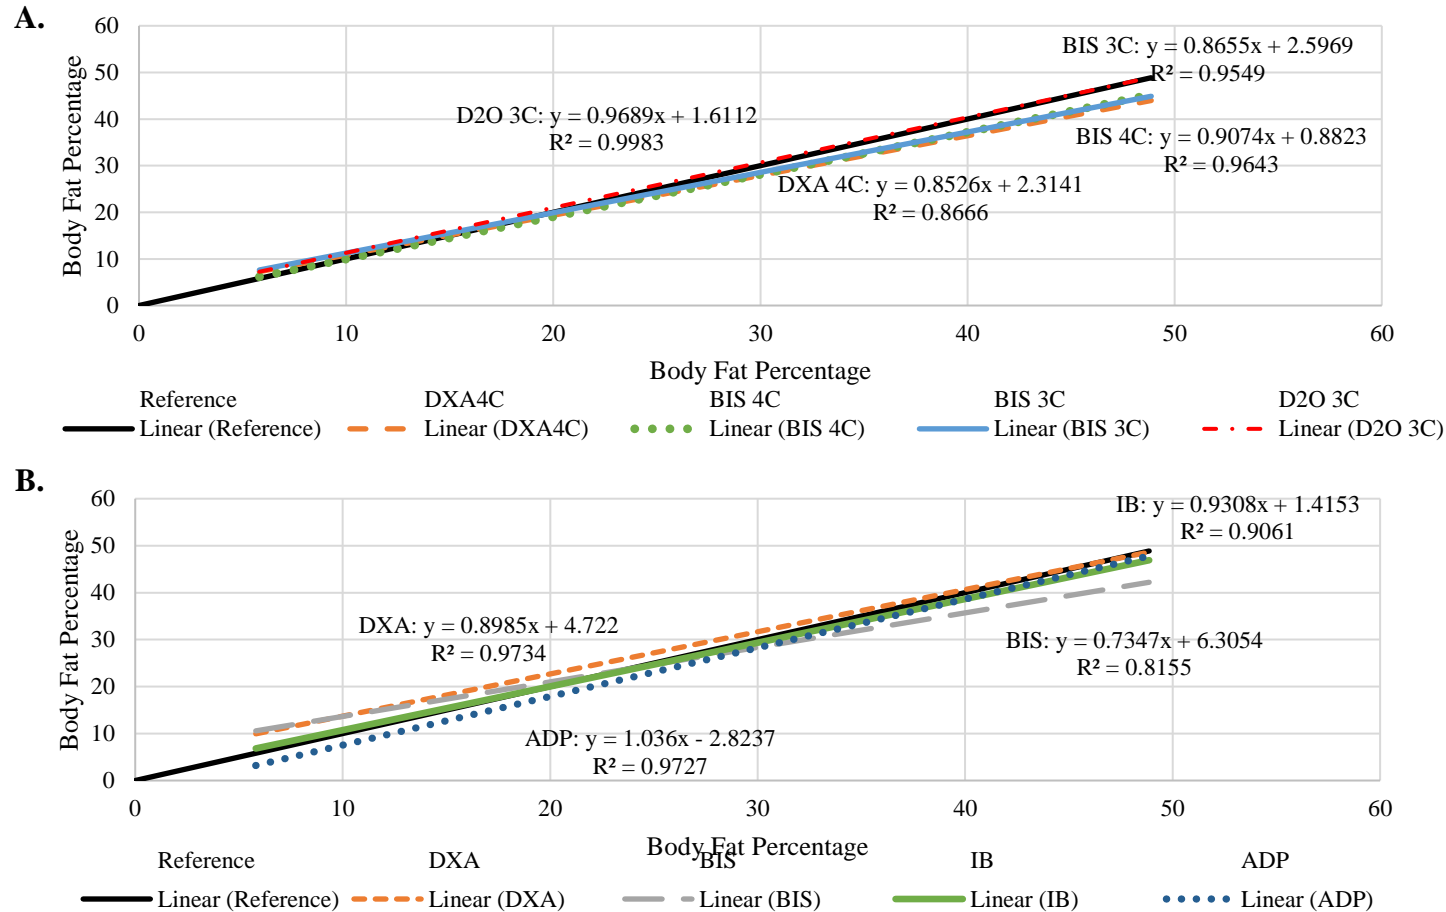 A.
60
50
40
30
20
10
0
Body Fat Percentage
BIS 3C: y = 0.8655x + 2.5969
R² = 0.9549
D2O 3C: y = 0.9689x + 1.6112
R² = 0.9983
BIS 4C: y = 0.9074x + 0.8823
R² = 0.9643
DXA 4C: y = 0.8526x + 2.3141
R² = 0.8666
0 10 20 30 40 50 60
Body Fat Percentage
Reference DXA4C BIS 4C BIS 3C D2O 3C
Linear (Reference) Linear (DXA4C) Linear (BIS 4C) Linear (BIS 3C) Linear (D2O 3C)
B.
60
50
40
30
20
10
0
Body Fat Percentage
IB: y = 0.9308x + 1.4153
R² = 0.9061
DXA: y = 0.8985x + 4.722
R² = 0.9734
BIS: y = 0.7347x + 6.3054
R² = 0.8155
ADP: y = 1.036x - 2.8237
R² = 0.9727
0 10 20 30 40 50 60
Body Fat Percentage
Reference DXA BIS IB ADP
Linear (Reference) Linear (DXA) Linear (BIS) Linear (IB) Linear (ADP)